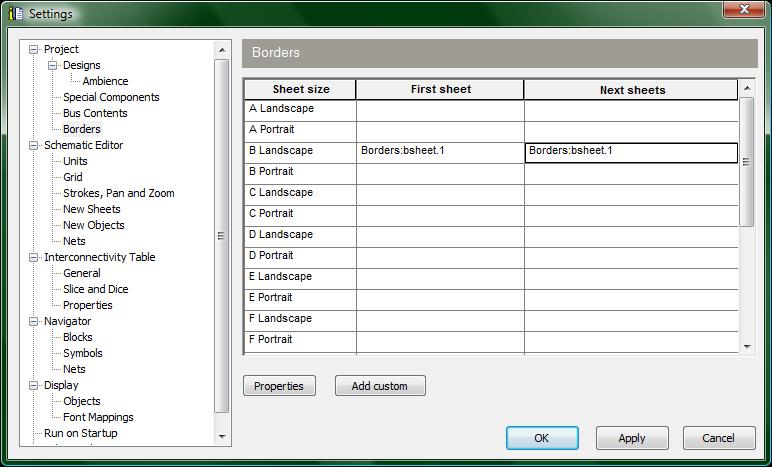 Settings
Project
Designs
Ambience
Special Components
Bus Contents
Borders
Schematic Editor
Units
Grid
Strokes, Pan and Zoom
New Sheets
New Objects
Nets
Interconnectivity Table
General
Slice and Dice
Properties
Navigator
Blocks
Symbols
Nets
Display
Objects
Font Mappings
Run on Startup
Borders
Sheet size First sheet Next sheets
A Landscape
A Portrait
B Landscape Borders:bsheet.1 Borders:bsheet.1
B Portrait
C Landscape
C Portrait
D Landscape
D Portrait
E Landscape
E Portrait
F Landscape
F Portrait
Properties Add custom
OK Apply Cancel